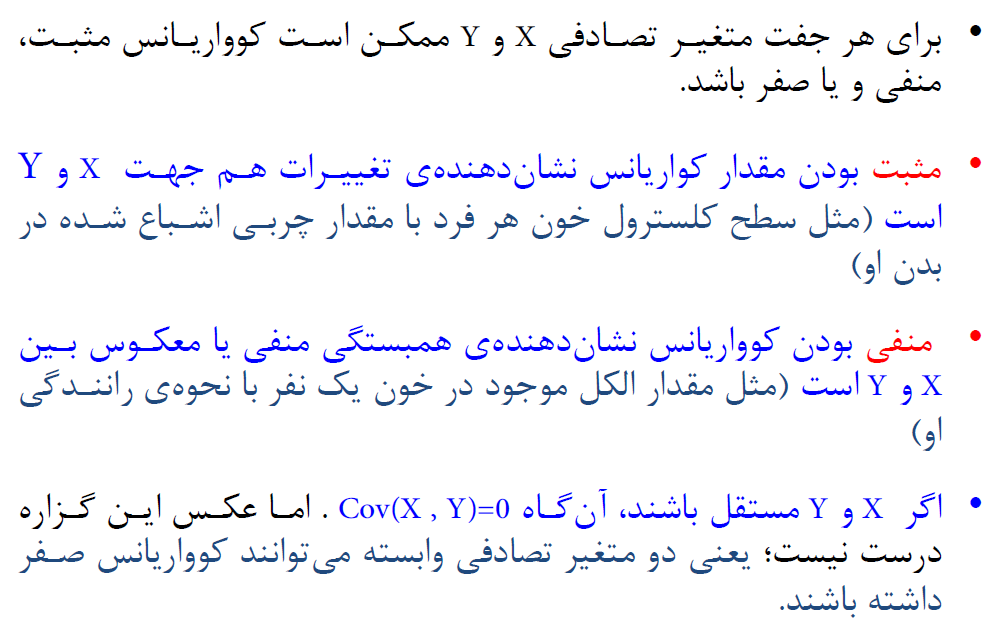 • برای هر جفت متغیر تصادفی X و Y ممکن است کوواریانس مثبت،
منفی و یا صفر باشد.
• مثبت بودن مقدار کواریانس نشان‌دهنده‌ی تغییرات هم جهت X و Y
است (مثل سطح کلسترول خون هر فرد با مقدار چربی اشباع شده در
بدن او)
• منفی بودن کوواریانس نشان‌دهنده‌ی همبستگی منفی یا معکوس بین
X و Y است (مثل مقدار الکل موجود در خون یک نفر با نحوه‌ی رانندگی
او)
• اگر X و Y مستقل باشند، آن‌گاه Cov(X , Y)=0 . اما عکس این گزاره
درست نیست؛ یعنی دو متغیر تصادفی وابسته می‌توانند کوواریانس صفر
داشته باشند.